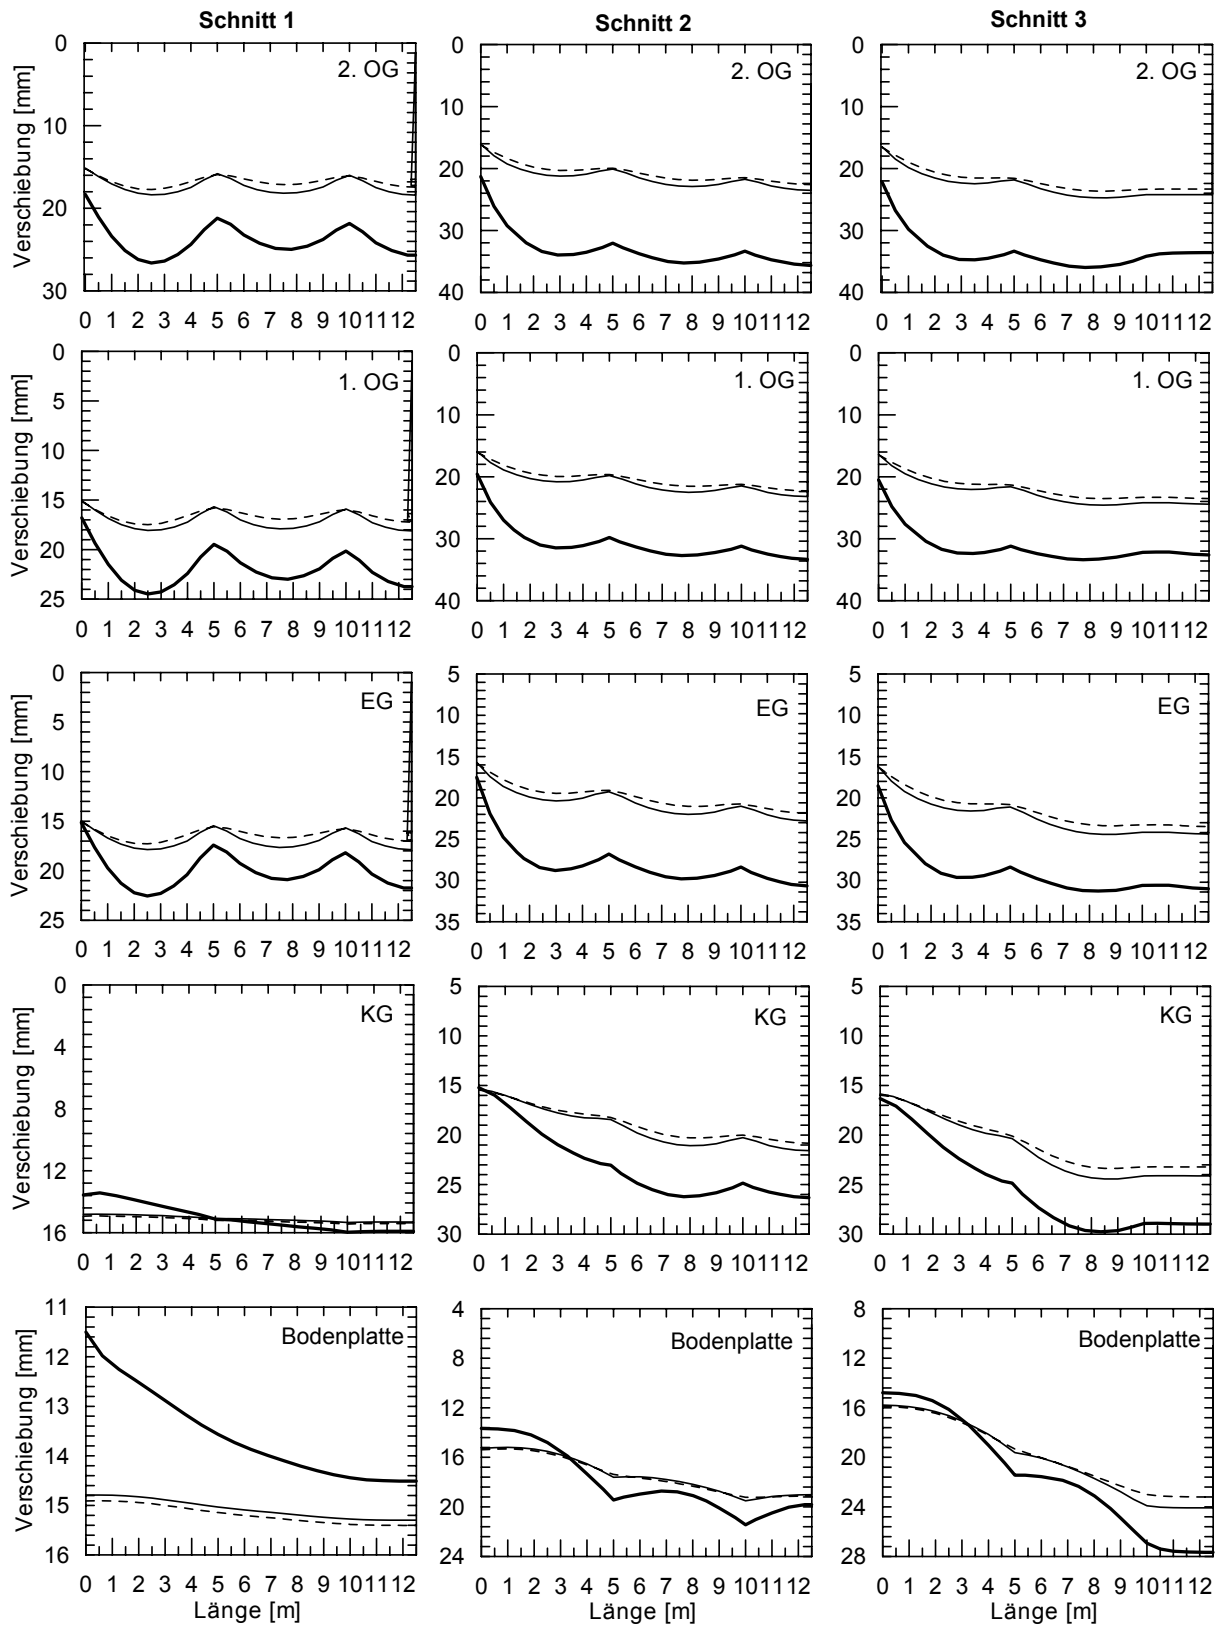 Schnitt 1 Schnitt 2 Schnitt 3
Verschiebung [mm]
0 10 20 30
2. OG
0 1 2 3 4 5 6 7 8 9 10 11 12
0 10 20 30 40
2. OG
0 1 2 3 4 5 6 7 8 9 10 11 12
0 10 20 30 40
2. OG
0 1 2 3 4 5 6 7 8 9 10 11 12
Verschiebung [mm]
0 5 10 15 20 25
1. OG
0 1 2 3 4 5 6 7 8 9 10 11 12
0 10 20 30 40
1. OG
0 1 2 3 4 5 6 7 8 9 10 11 12
0 10 20 30 40
1. OG
0 1 2 3 4 5 6 7 8 9 10 11 12
Verschiebung [mm]
0 5 10 15 20 25
EG
0 1 2 3 4 5 6 7 8 9 10 11 12
5 10 15 20 25 30 35
EG
0 1 2 3 4 5 6 7 8 9 10 11 12
5 10 15 20 25 30 35
EG
0 1 2 3 4 5 6 7 8 9 10 11 12
Verschiebung [mm]
0 4 8 14 16
KG
0 1 2 3 4 5 6 7 8 9 10 11 12
5 10 15 20 25 30
KG
0 1 2 3 4 5 6 7 8 9 10 11 12
5 10 15 20 25 30
KG
0 1 2 3 4 5 6 7 8 9 10 11 12
Verschiebung [mm]
11 12 13 14 15 16
Bodenplatte
0 1 2 3 4 5 6 7 8 9 10 11 12
Länge [m]
4 8 12 16 20 24
Bodenplatte
0 1 2 3 4 5 6 7 8 9 10 11 12
Länge [m]
8 12 16 20 24 28
Bodenplatte
0 1 2 3 4 5 6 7 8 9 10 11 12
Länge [m]